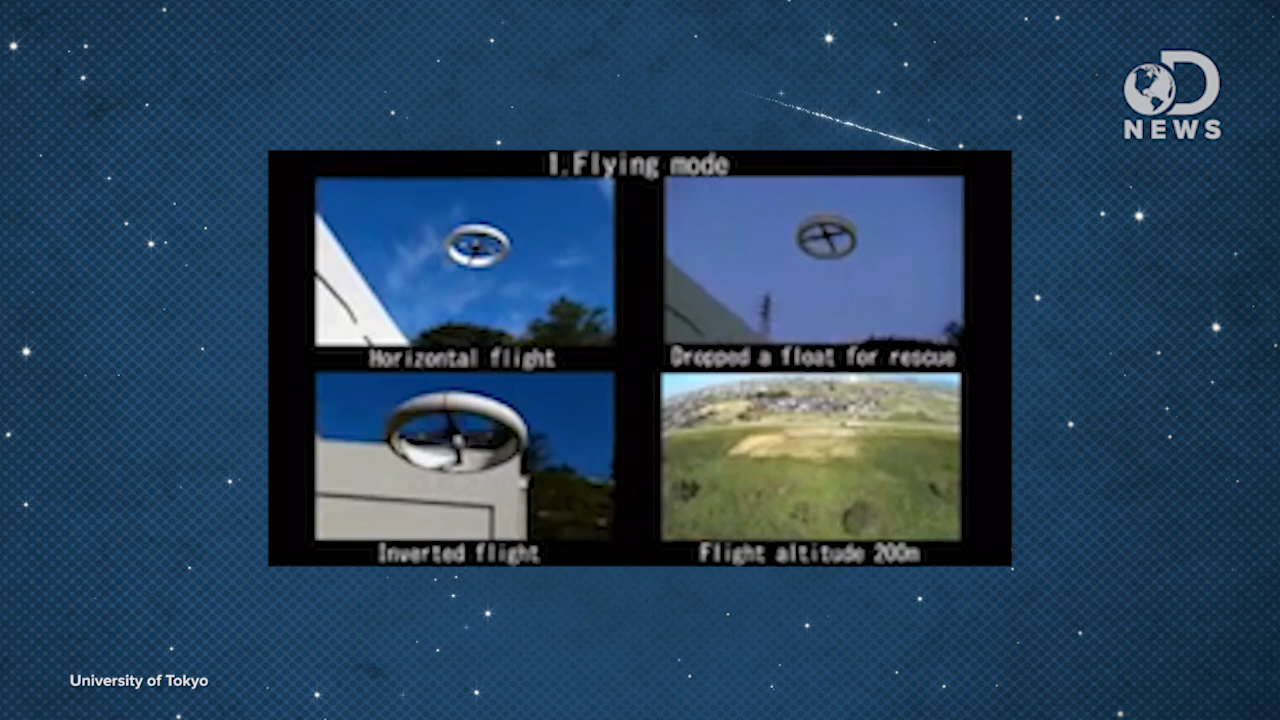 D
NEWS
1.Flying mode
Horizontal flight
Dropped a float for rescue
Inverted flight
Flight altitude 200m
University of Tokyo